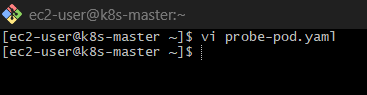 ec2-user@k8s-master:~
[ec2-user@k8s-master ~]$ vi probe-pod.yaml
[ec2-user@k8s-master ~]$